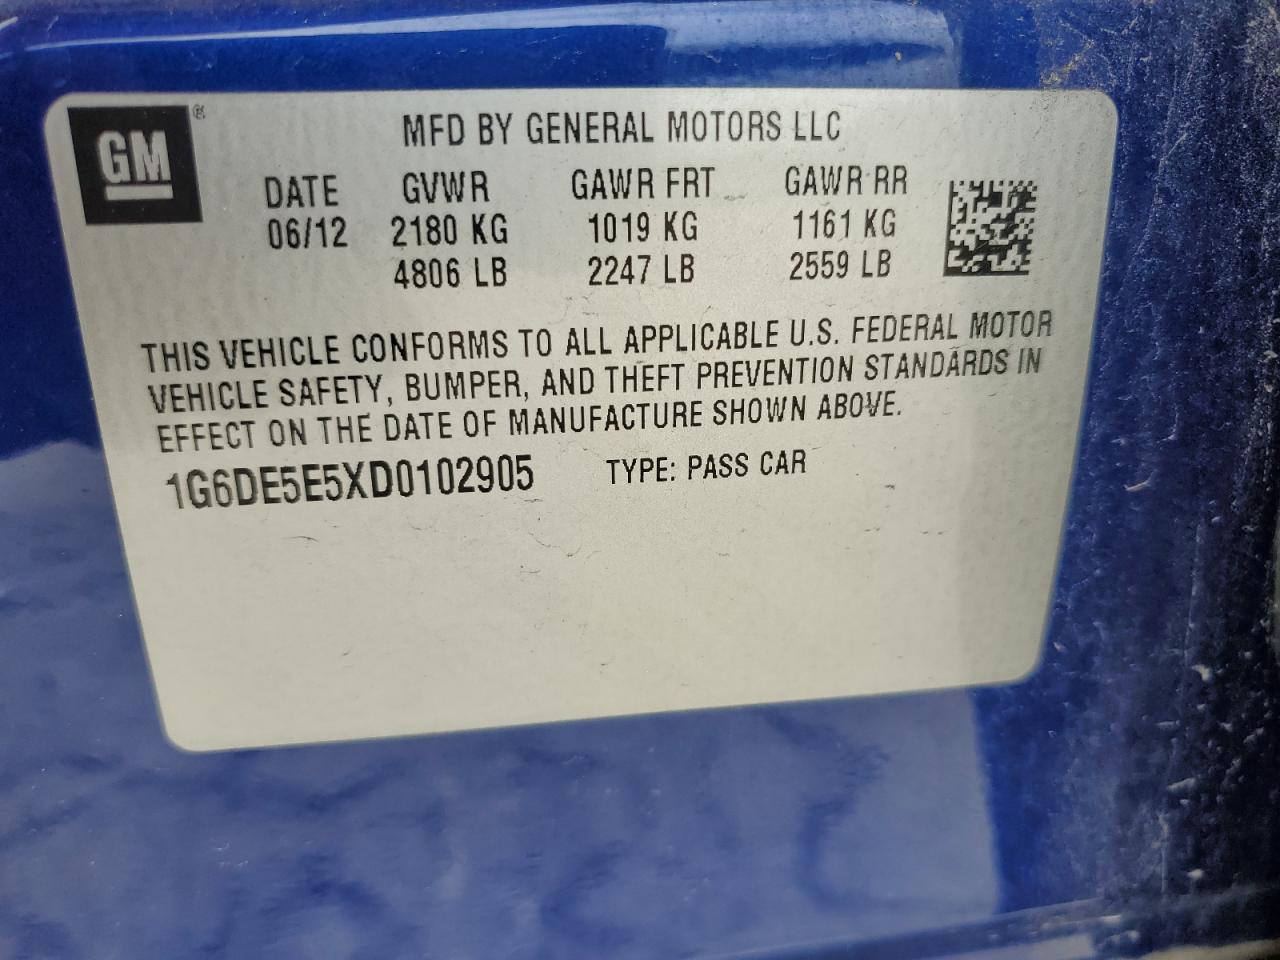 GM®
MFD BY GENERAL MOTORS LLC
DATE GVWR GAWR FRT GAWR RR
06/12 2180 KG 1019 KG 1161 KG
4806 LB 2247 LB 2559 LB
THIS VEHICLE CONFORMS TO ALL APPLICABLE U.S. FEDERAL MOTOR
VEHICLE SAFETY, BUMPER, AND THEFT PREVENTION STANDARDS IN
EFFECT ON THE DATE OF MANUFACTURE SHOWN ABOVE.
1G6DE5E5XD0102905 TYPE: PASS CAR